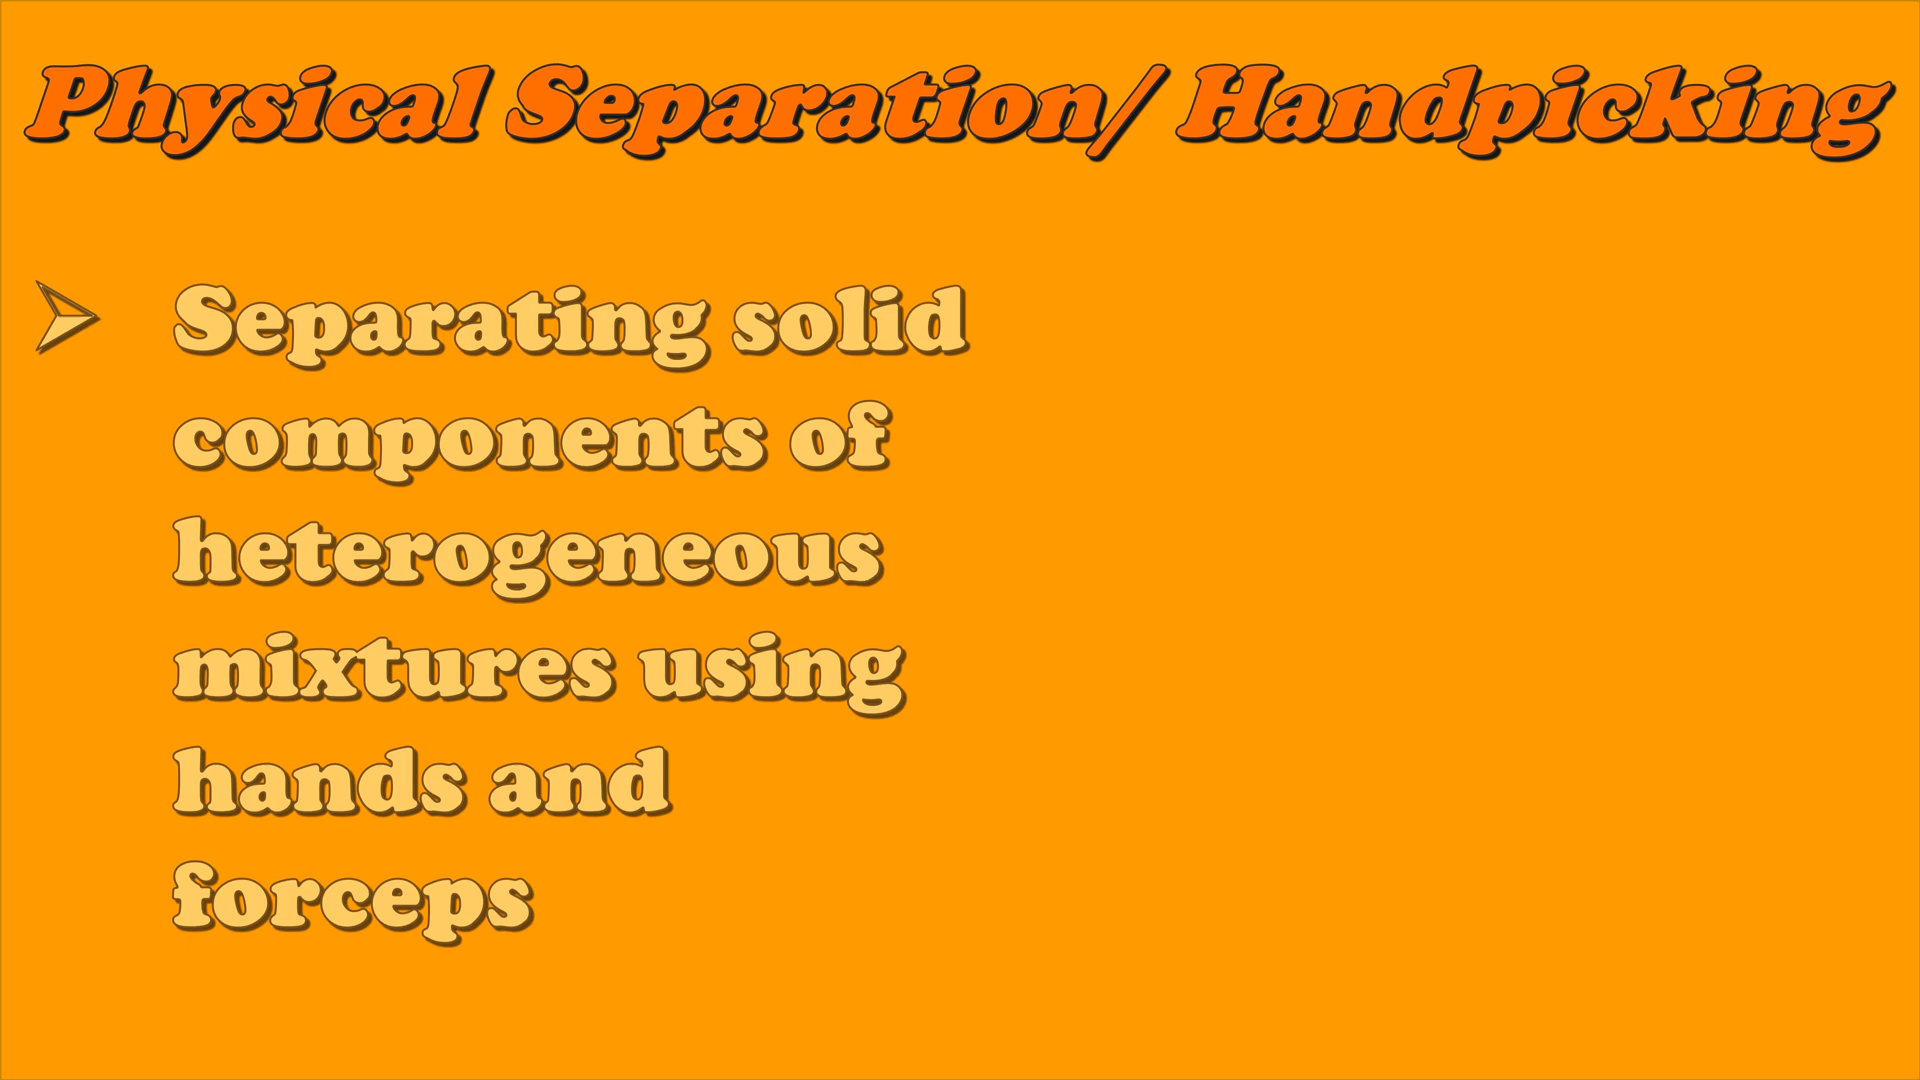 Physical Separation/ Handpicking
➢ Separating solid
components of
heterogeneous
mixtures using
hands and
forceps